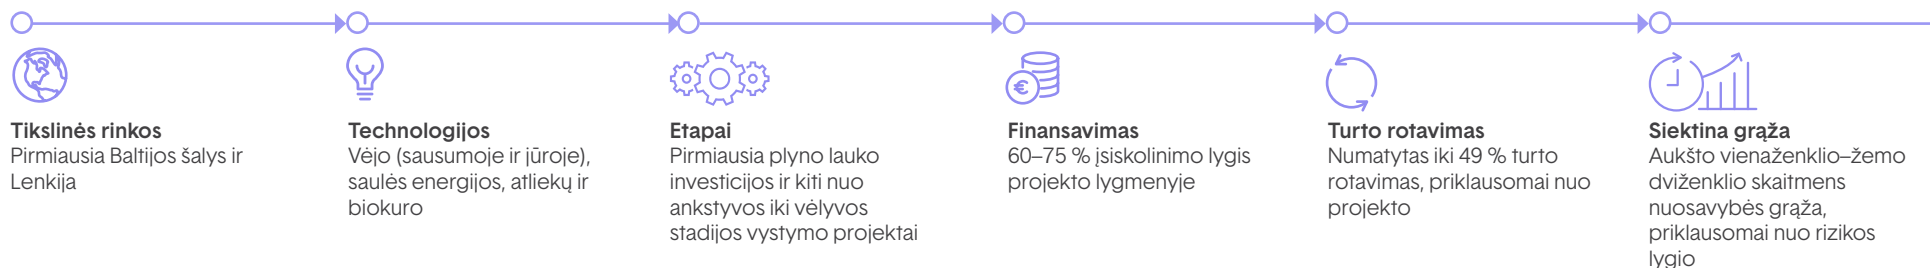 Tikslinės rinkos
Pirmiausia Baltijos šalys ir
Lenkija
Technologijos
Vėjo (sausumoje ir jūroje),
saulės energijos, atliekų ir
biokuro
Etapai
Pirmiausia plyno lauko
investicijos ir kiti nuo
ankstyvos iki vėlyvos
stadijos vystymo projektai
€
Finansavimas
60–75 % įsiskolinimo lygis
projekto lygmenyje
Turto rotavimas
Numatytas iki 49 % turto
rotavimas, priklausomai nuo
projekto
Siektina grąža
Aukšto vienaženklio–žemo
dviženklio skaitmens
nuosavybės grąža,
priklausomai nuo rizikos
lygio